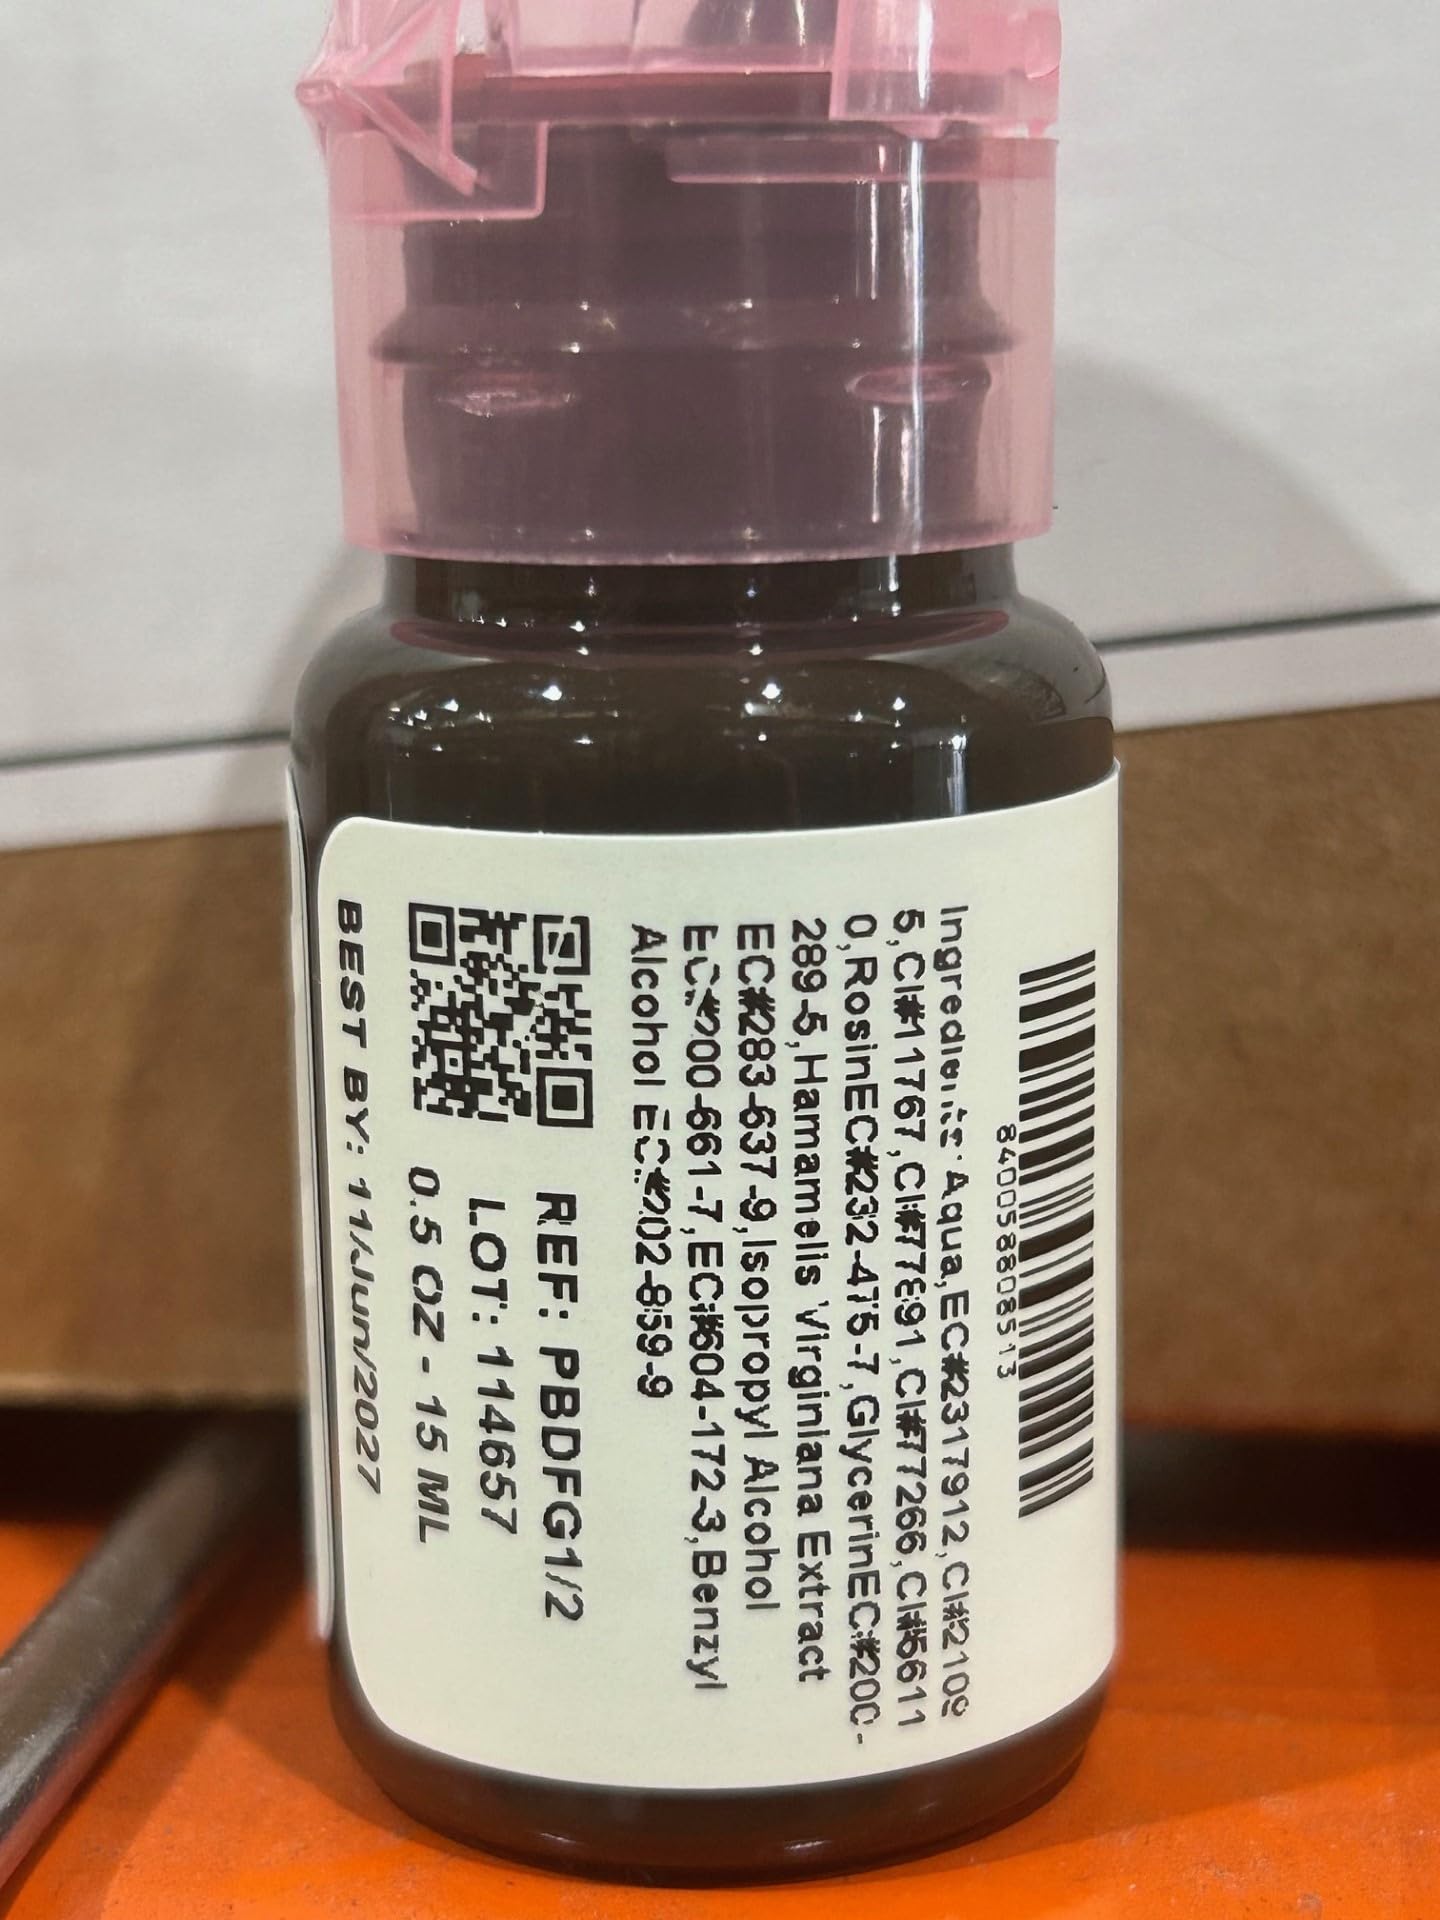 840058808513
Aqua,EC#2317912,CI#2109
5,CI#11767,CI#77891,CI#77266,CI#5611
0,RosinEC#232-475-7,GlycerinEC#200-
289-5,Hamamelis Virginiana Extract
EC#283-637-9,Isopropyl Alcohol
EC#200-661-7,EC#604-172-3,Benzyl
Alcohol EC#202-859-9
REF: PBDFG1/2
LOT: 114657
0.5 OZ - 15 ML
BEST BY: 11/Jun/2027